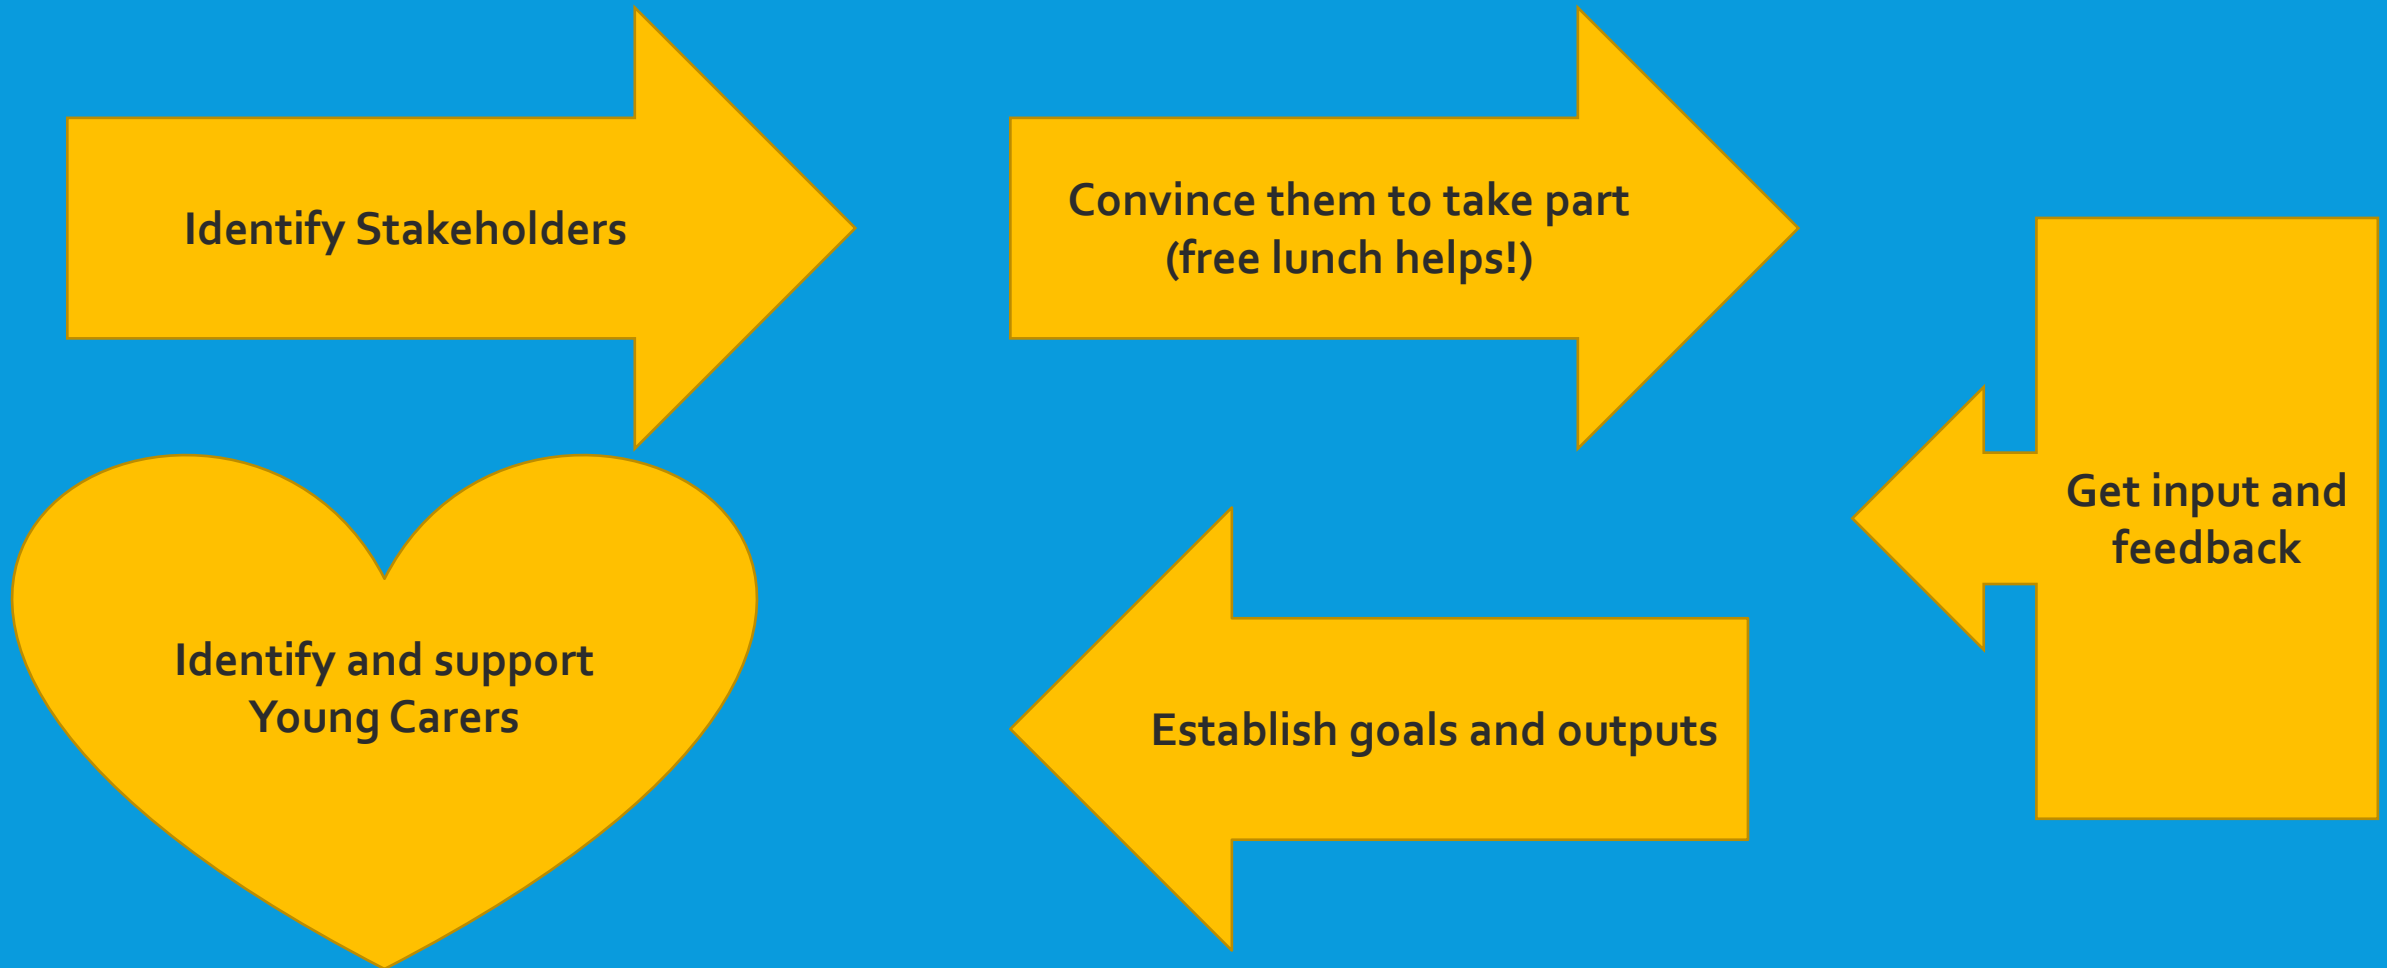 Identify Stakeholders
Convince them to take part
(free lunch helps!)
Get input and
feedback
Establish goals and outputs
Identify and support
Young Carers